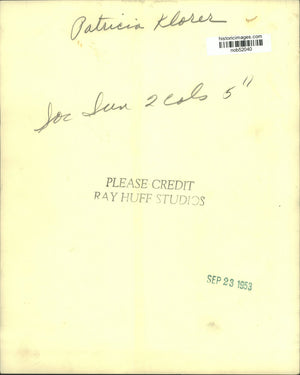 Patricia Klorer
historicimages.com
nob52040
Soc Sun 2 cols 5"
PLEASE CREDIT
RAY HUFF STUDIOS
SEP 23 1953